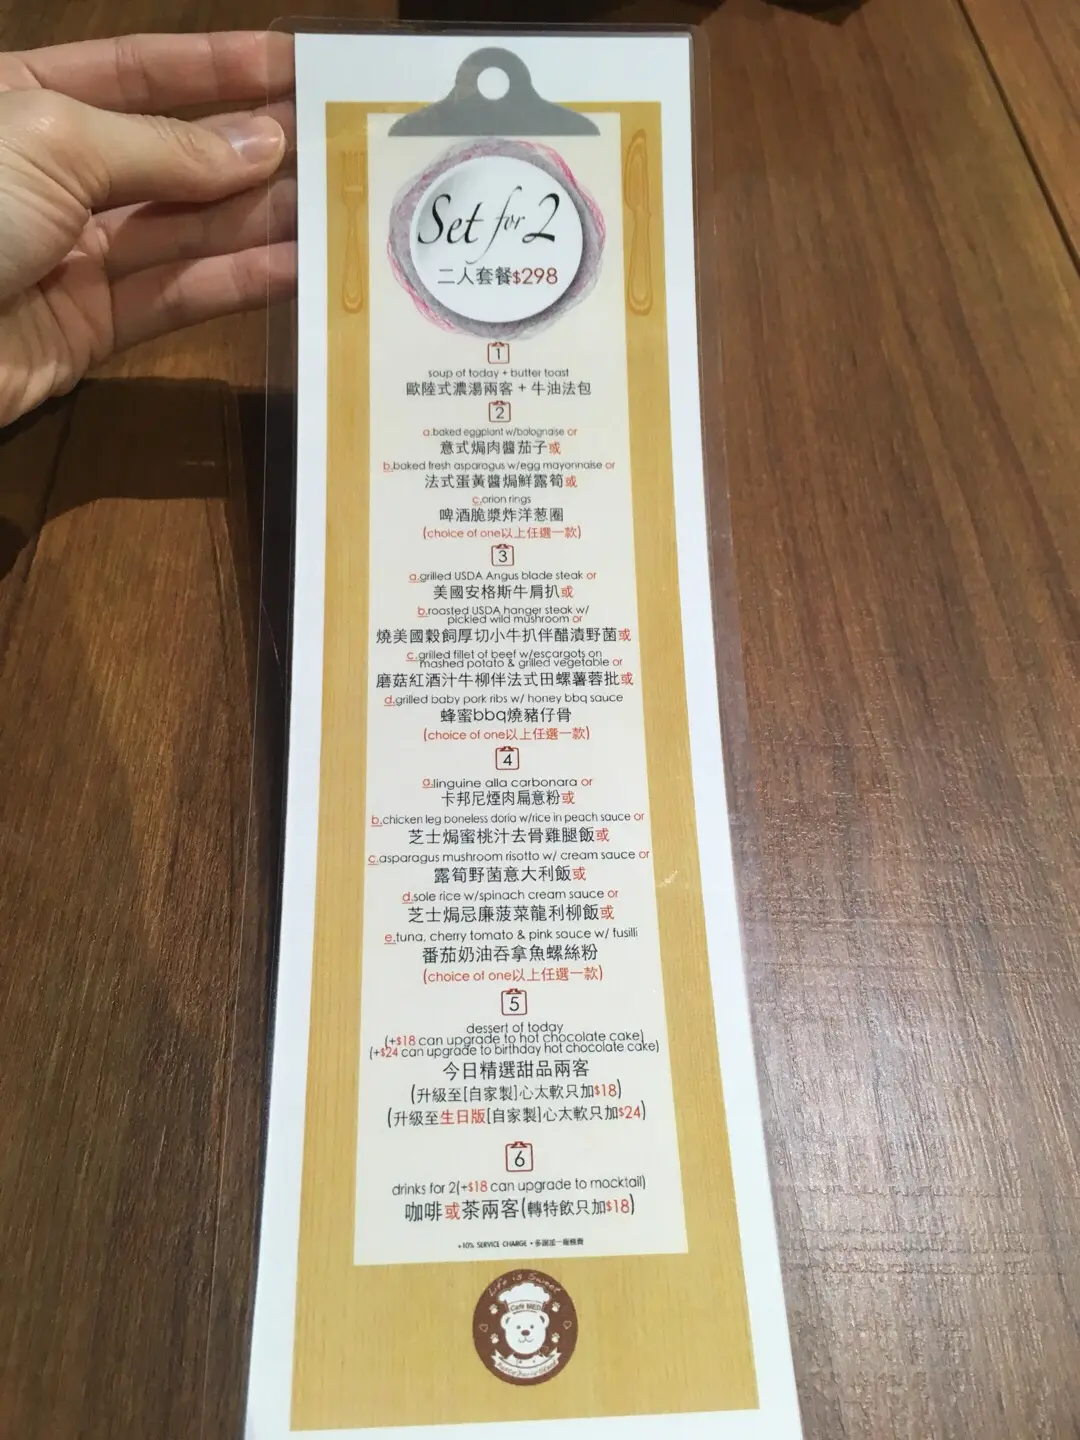 Set for 2
二人套餐$298
1
soup of today + butter toast
歐陸式濃湯兩客 + 牛油法包
2
a.baked eggplant w/bolognaise or
意式焗肉醬茄子或
b.baked fresh asparagus w/egg mayonnaise or
法式蛋黃醬焗鮮露筍或
c.onion rings
啤酒脆漿炸洋葱圈
(choice of one以上任選一款)
3
a.grilled USDA Angus blade steak or
美國安格斯牛肩扒或
b.roasted USDA hanger steak w/
pickled wild mushroom or
燒美國穀飼厚切小牛扒伴醋漬野菌或
c.grilled fillet of beef w/escargots on
mashed potato & grilled vegetable or
磨菇紅酒汁牛柳伴法式田螺薯蓉批或
d.grilled baby pork ribs w/ honey bbq sauce
蜂蜜bbq燒豬仔骨
(choice of one以上任選一款)
4
a.linguine alla carbonara or
卡邦尼煙肉扁意粉或
b.chicken leg boneless doria w/rice in peach sauce or
芝士焗蜜桃汁去骨雞腿飯或
c.asparagus mushroom risotto w/ cream sauce or
露筍野菌意大利飯或
d.sole rice w/spinach cream sauce or
芝士焗忌廉菠菜龍利柳飯或
e.tuna, cherry tomato & pink sauce w/ fusilli
番茄奶油吞拿魚螺絲粉
(choice of one以上任選一款)
5
dessert of today
(+$18 can upgrade to hot chocolate cake)
(+$24 can upgrade to birthday hot chocolate cake)
今日精選甜品兩客
(升級至[自家製]心太軟只加$18)
(升級至生日版[自家製]心太軟只加$24)
6
drinks for 2(+$18 can upgrade to mocktail)
咖啡或茶兩客(轉特飲只加$18)
+10% SERVICE CHARGE • 多謝加一服務費
Life is Sweet
Café MED